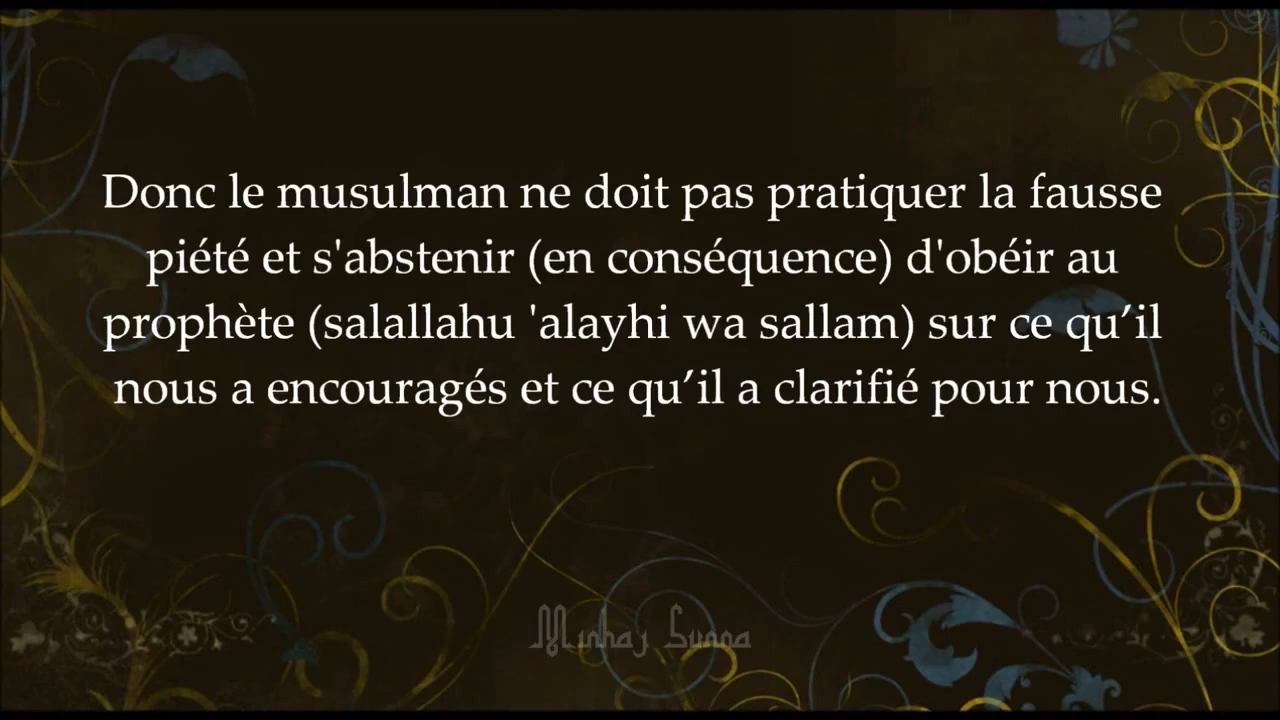 Donc le musulman ne doit pas pratiquer la fausse
piété et s'abstenir (en conséquence) d'obéir au
prophète (salallahu 'alayhi wa sallam) sur ce qu’il
nous a encouragés et ce qu’il a clarifié pour nous.
Minhaj Sunna